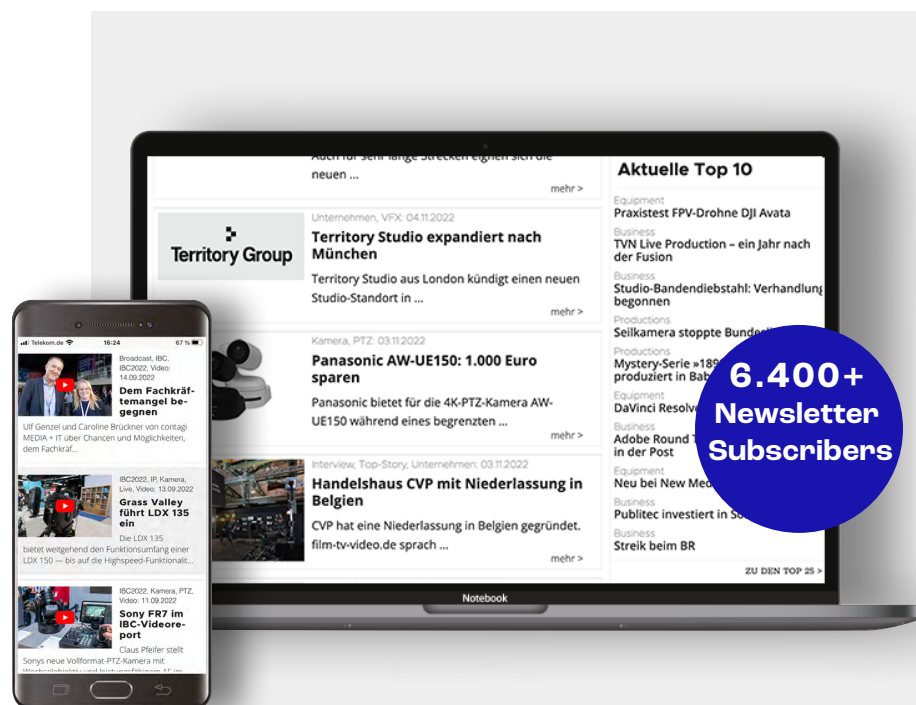 Auch für sehr lange Strecken eignen sich die
neuen ...
mehr >
Territory Group
Unternehmen, VFX: 04.11.2022
Territory Studio expandiert nach
München
Territory Studio aus London kündigt einen neuen
Studio-Standort in ...
mehr >
Kamera, PTZ: 03.11.2022
Panasonic AW-UE150: 1.000 Euro
sparen
Panasonic bietet für die 4K-PTZ-Kamera AW-
UE150 während eines begrenzten ...
mehr >
Interview, Top-Story, Unternehmen: 03.11.2022
Handelshaus CVP mit Niederlassung in
Belgien
CVP hat eine Niederlassung in Belgien gegründet.
film-tv-video.de sprach ...
mehr >
Aktuelle Top 10
Equipment
Praxistest FPV-Drohne DJI Avata
Business
TVN Live Production – ein Jahr nach
der Fusion
Business
Studio-Bandendiebstahl: Verhandlung
begonnen
Productions
Seilkamera stoppte
Productions
Mystery-Serie
produziert in
Equipment
DaVinci Resolve
Business
Adobe Round
in der Post
Equipment
Neu bei New
Business
Publitec investiert in
Business
Streik beim BR
ZU DEN TOP 25 >
Notebook
6.400+
Newsletter
Subscribers
Telekom.de 16:24 67 %
Broadcast, IBC,
IBC2022, Video:
14.09.2022
Dem Fachkräf-
temangel be-
gegnen
Ulf Genzel und Caroline Brückner von contagi
MEDIA + IT über Chancen und Möglichkeiten,
dem Fachkräf...
IBC2022, IP, Kamera,
Live, Video: 13.09.2022
Grass Valley
führt LDX 135
ein
Die LDX 135
bietet weitgehend den Funktionsumfang einer
LDX 150 — bis auf die Highspeed-Funktionalit...
IBC2022, Kamera, PTZ,
Video: 11.09.2022
Sony FR7 im
IBC-Videore-
port
Claus Pfeifer stellt
Sonys neue Vollformat-PTZ-Kamera mit
Wechselobjektiv und leistungsfähigem AF im